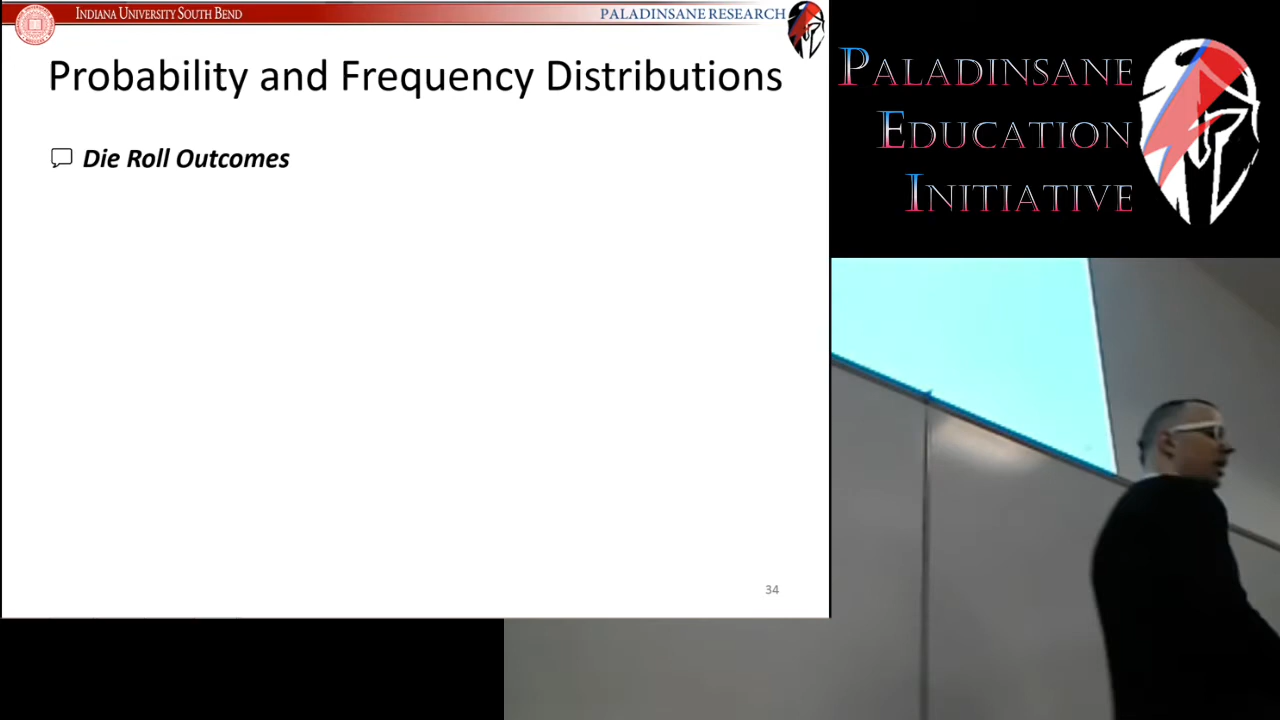 INDIANA UNIVERSITY SOUTH BEND
PALADINSANE RESEARCH
Probability and Frequency Distributions
Die Roll Outcomes
34
PALADINSANE
EDUCATION
INITIATIVE